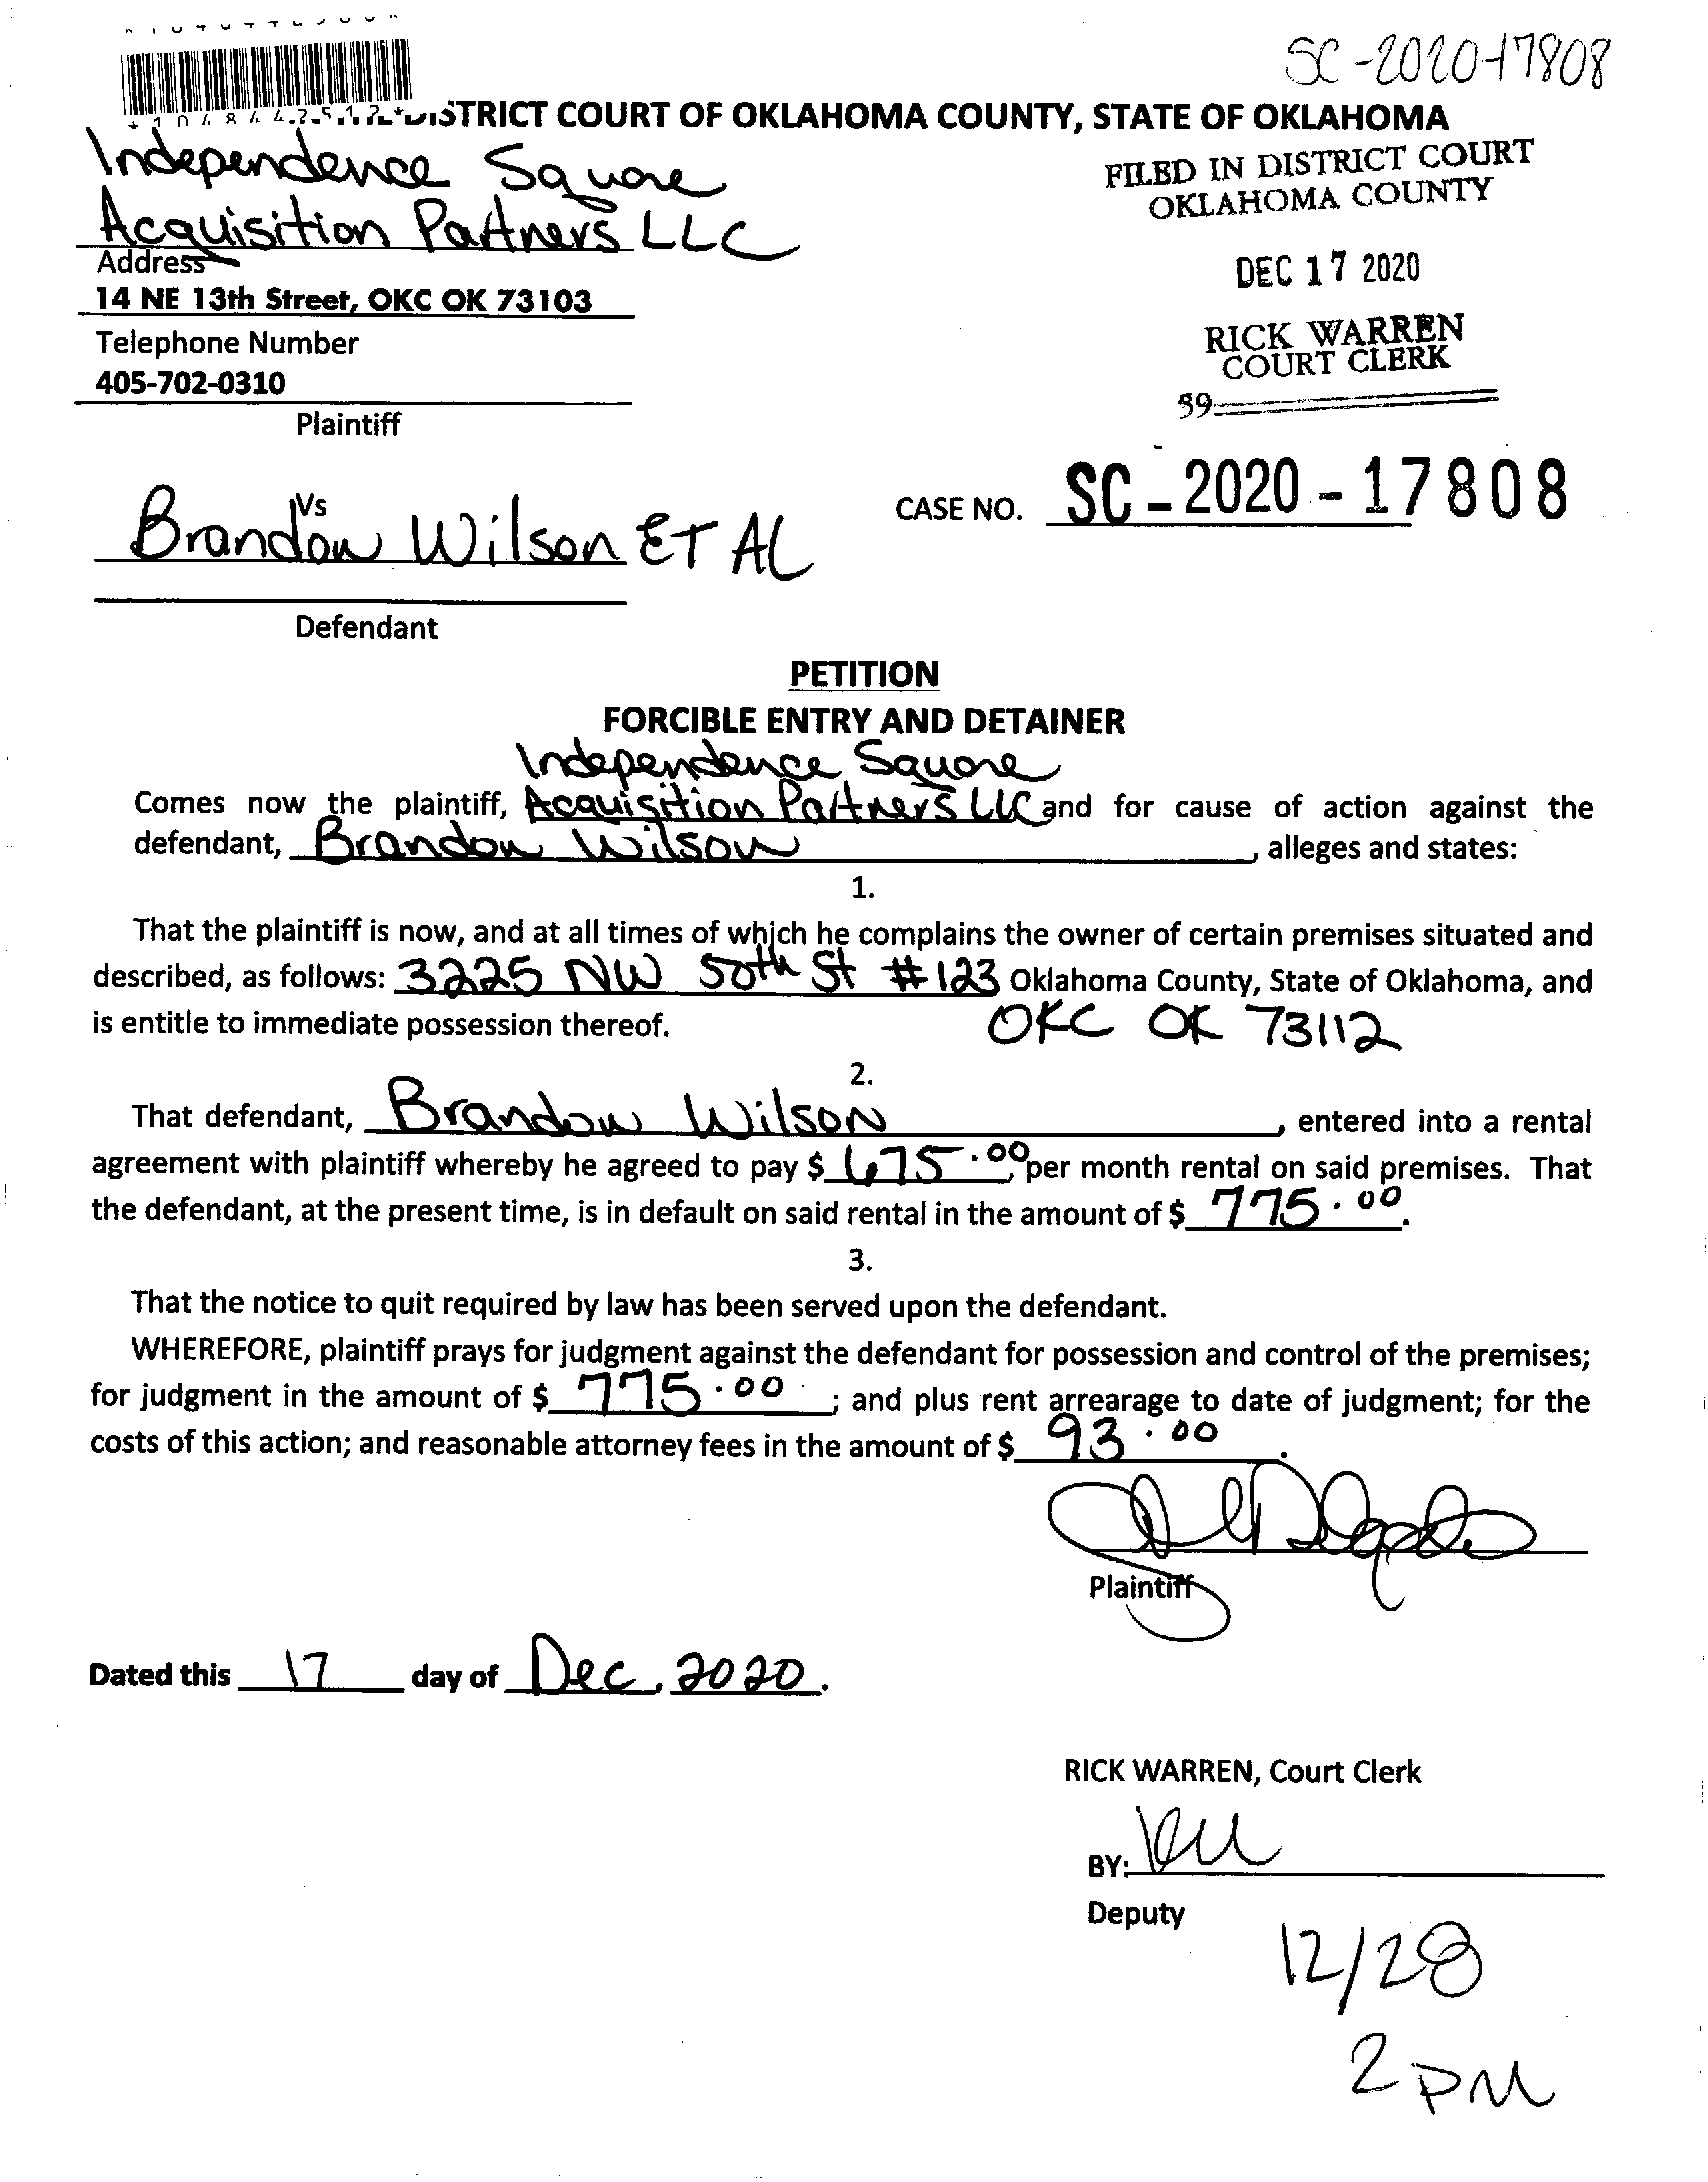 SC-2020-17808
DISTRICT COURT OF OKLAHOMA COUNTY, STATE OF OKLAHOMA
Independence Square
Acquisition Partners LLC
Address
14 NE 13th Street, OKC OK 73103
Telephone Number
405-702-0310
Plaintiff
FILED IN DISTRICT COURT
OKLAHOMA COUNTY
DEC 17 2020
RICK WARREN
COURT CLERK
39
Vs
Brandon Wilson ET AL
Defendant
CASE NO. SC-2020-17808
PETITION
FORCIBLE ENTRY AND DETAINER
Independence Square
Comes now the plaintiff, Acquisition Partners LLC and for cause of action against the
defendant, Brandon Wilson, alleges and states:
1.
That the plaintiff is now, and at all times of which he complains the owner of certain premises situated and
described, as follows: 3225 NW 50th St #123 Oklahoma County, State of Oklahoma, and
is entitle to immediate possession thereof. OKC OK 73112
2.
That defendant, Brandon Wilson, entered into a rental
agreement with plaintiff whereby he agreed to pay $ 675.00, per month rental on said premises. That
the defendant, at the present time, is in default on said rental in the amount of $ 775.00.
3.
That the notice to quit required by law has been served upon the defendant.
WHEREFORE, plaintiff prays for judgment against the defendant for possession and control of the premises;
for judgment in the amount of $ 775.00; and plus rent arrearage to date of judgment; for the
costs of this action; and reasonable attorney fees in the amount of $ 93.00.
Plaintiff
Dated this 17 day of Dec, 2020.
RICK WARREN, Court Clerk
BY:
Deputy
12/28
2 PM